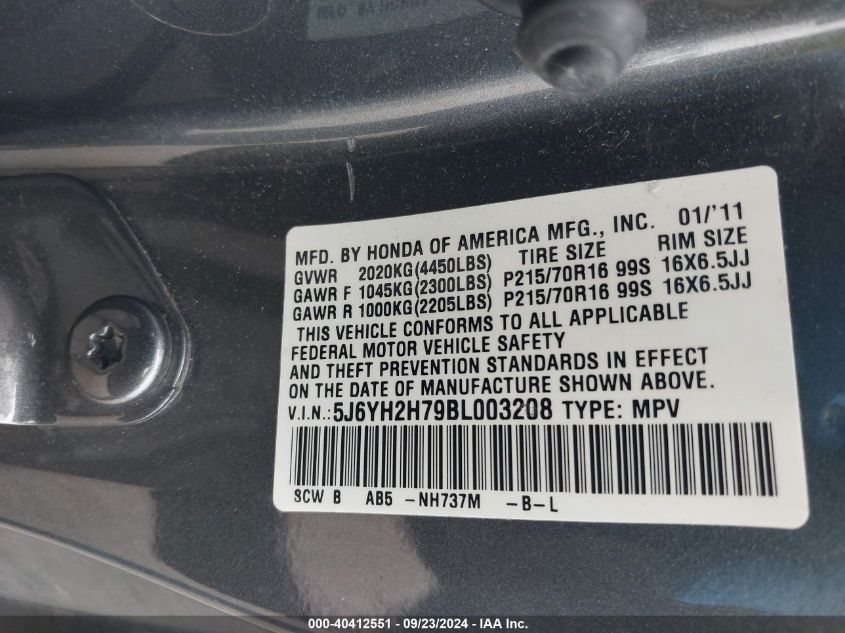 MFD. BY HONDA OF AMERICA MFG., INC. 01/'11
GVWR 2020KG(4450LBS) TIRE SIZE RIM SIZE
GAWR F 1045KG(2300LBS) P215/70R16 99S 16X6.5JJ
GAWR R 1000KG(2205LBS) P215/70R16 99S 16X6.5JJ
THIS VEHICLE CONFORMS TO ALL APPLICABLE
FEDERAL MOTOR VEHICLE SAFETY
AND THEFT PREVENTION STANDARDS IN EFFECT
ON THE DATE OF MANUFACTURE SHOWN ABOVE.
V.I.N.: 5J6YH2H79BL003208 TYPE: MPV
SCW B AB5 -NH737M -B-L
000-40412551 - 09/23/2024 - IAA Inc.